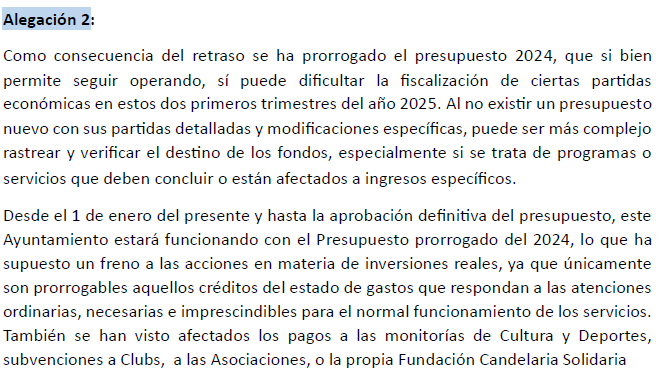 Alegación 2:
Como consecuencia del retraso se ha prorrogado el presupuesto 2024, que si bien
permite seguir operando, sí puede dificultar la fiscalización de ciertas partidas
económicas en estos dos primeros trimestres del año 2025. Al no existir un presupuesto
nuevo con sus partidas detalladas y modificaciones específicas, puede ser más complejo
rastrear y verificar el destino de los fondos, especialmente si se trata de programas o
servicios que deben concluir o están afectados a ingresos específicos.
Desde el 1 de enero del presente y hasta la aprobación definitiva del presupuesto, este
Ayuntamiento estará funcionando con el Presupuesto prorrogado del 2024, lo que ha
supuesto un freno a las acciones en materia de inversiones reales, ya que únicamente
son prorrogables aquellos créditos del estado de gastos que respondan a las atenciones
ordinarias, necesarias e imprescindibles para el normal funcionamiento de los servicios.
También se han visto afectados los pagos a las monitorías de Cultura y Deportes,
subvenciones a Clubs, a las Asociaciones, o la propia Fundación Candelaria Solidaria